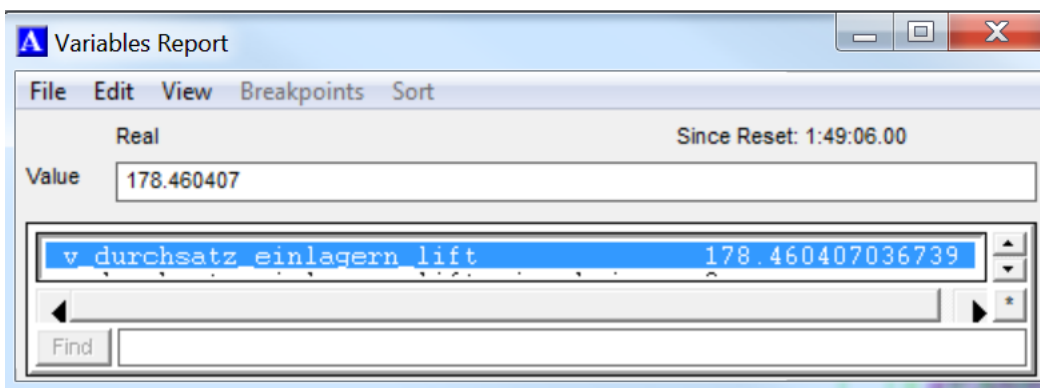 A Variables Report
File Edit View Breakpoints Sort
Real Since Reset: 1:49:06.00
Value 178.460407
v_durchsatz_einlagern_lift 178.460407036739
*
Find